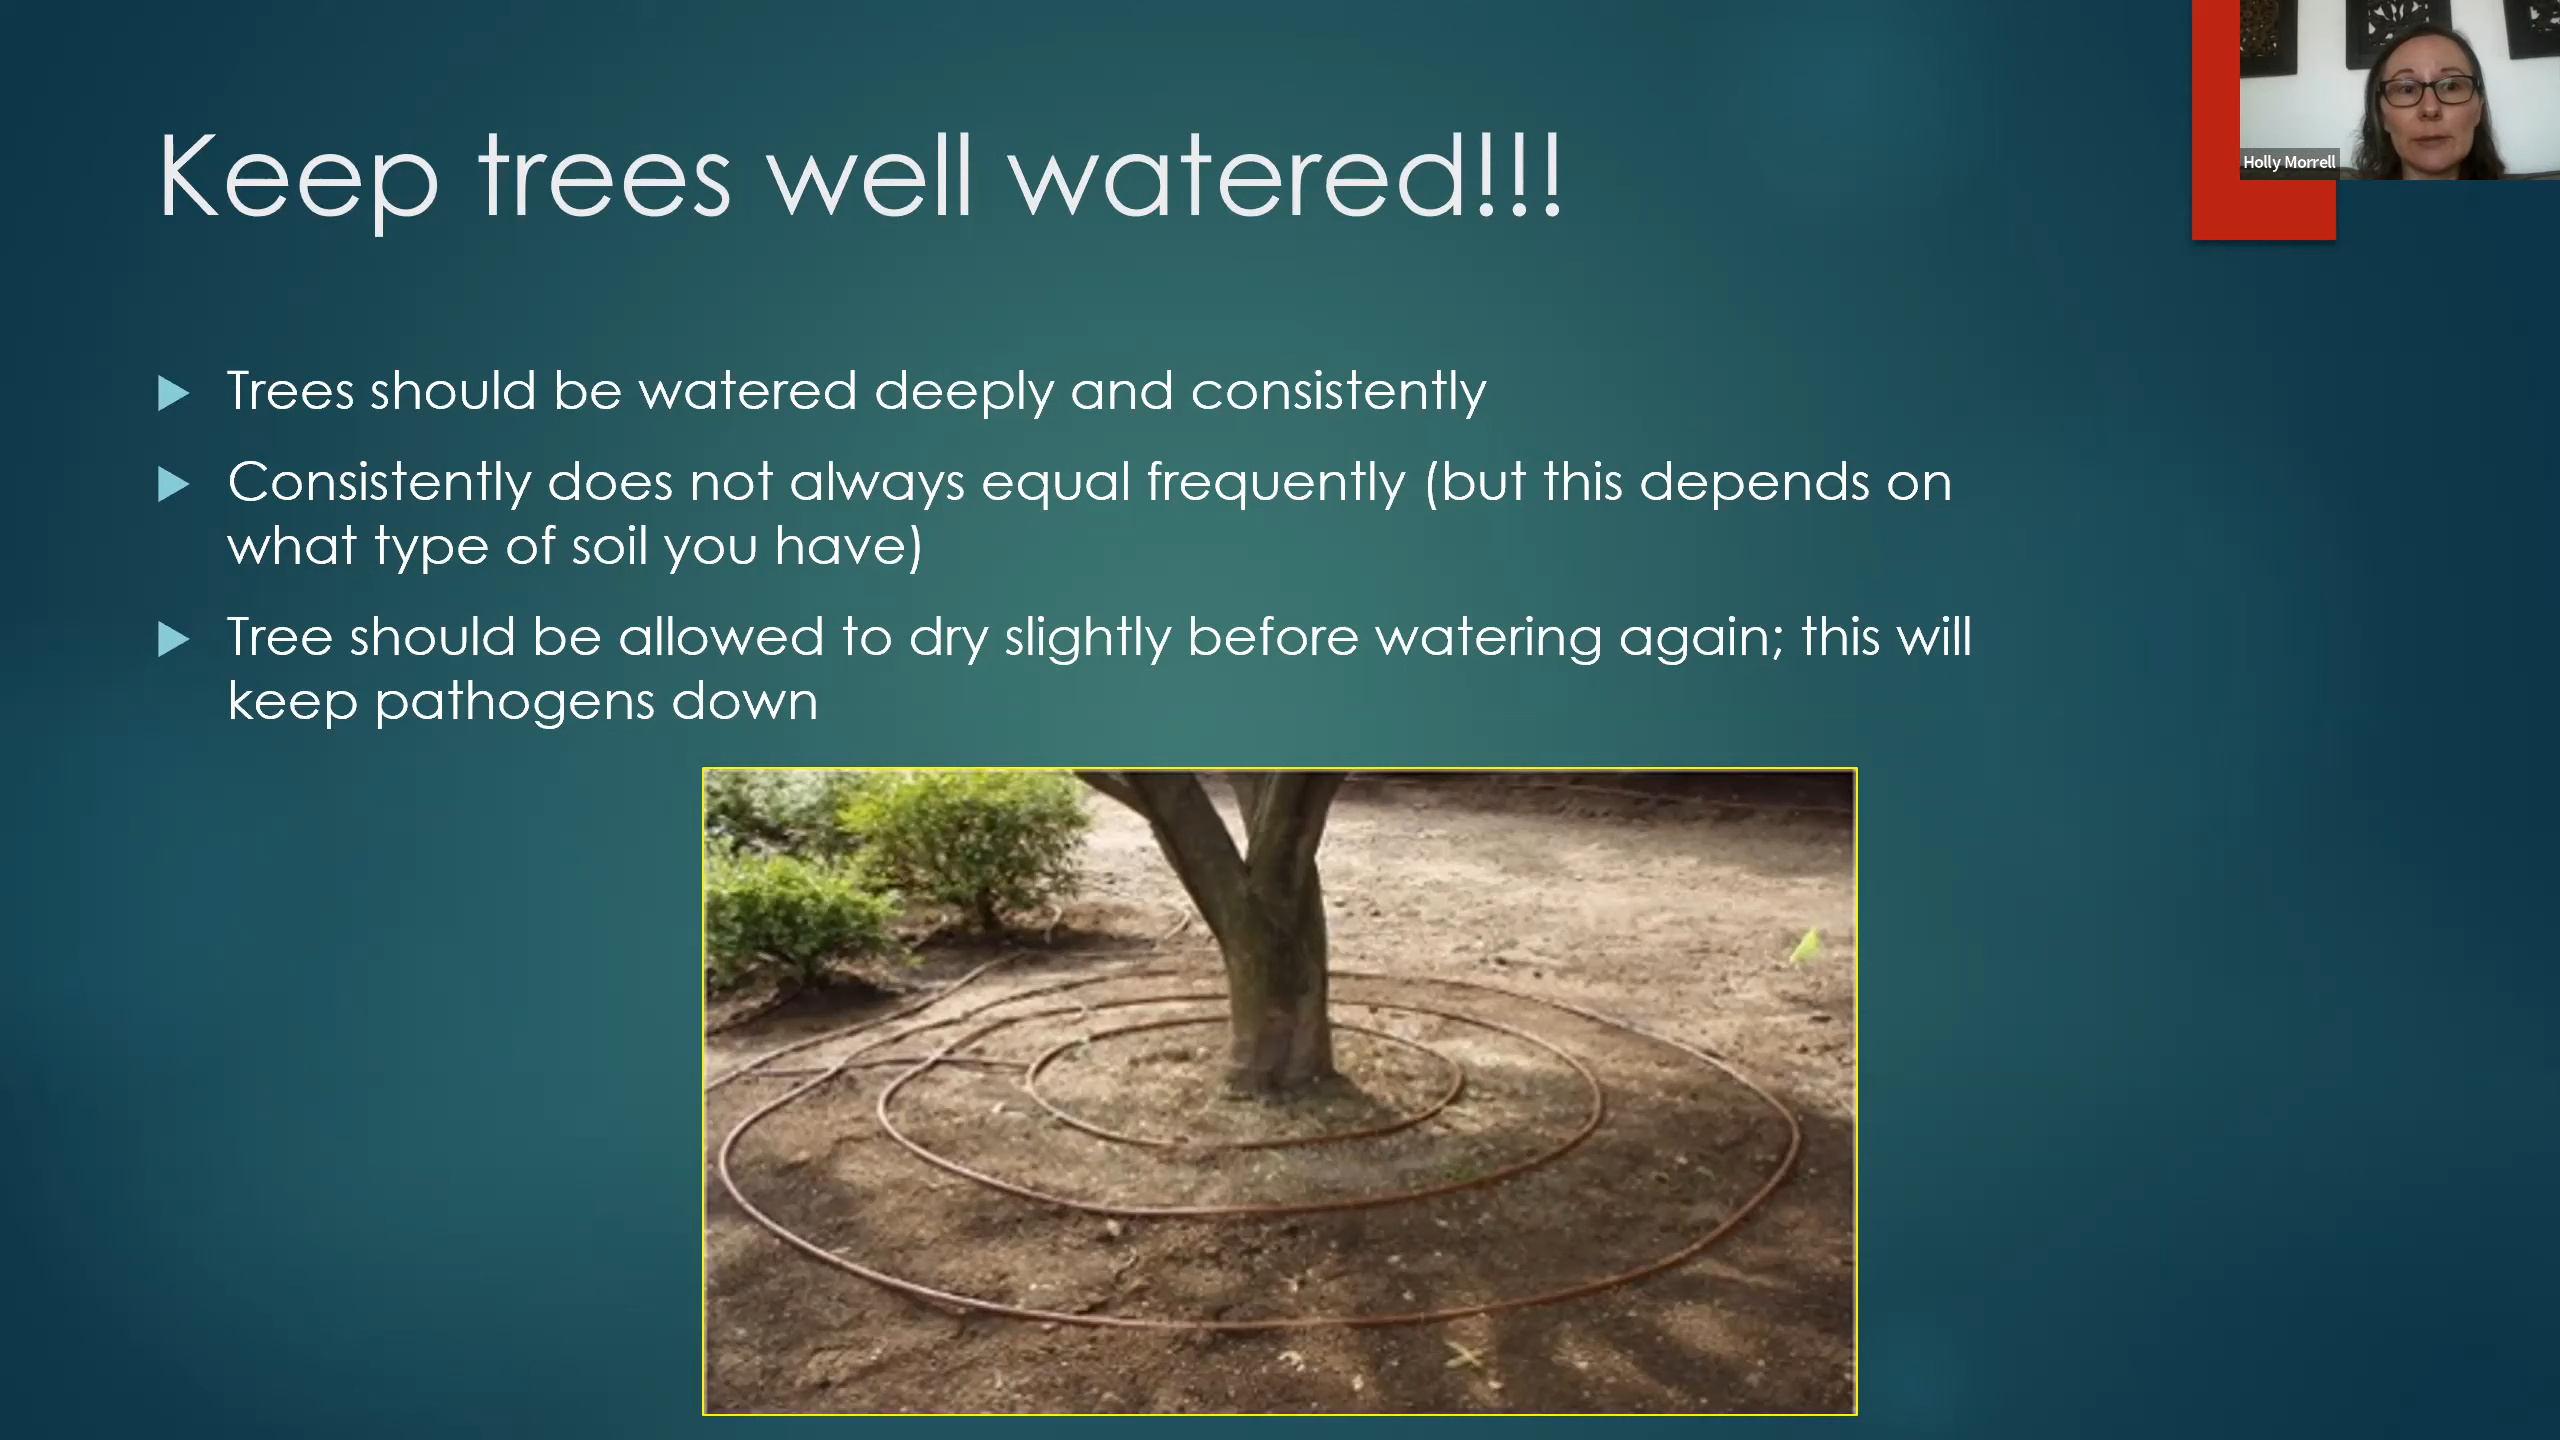 Keep trees well watered!!!
Holly Morrell
Trees should be watered deeply and consistently
Consistently does not always equal frequently (but this depends on
what type of soil you have)
Tree should be allowed to dry slightly before watering again; this will
keep pathogens down